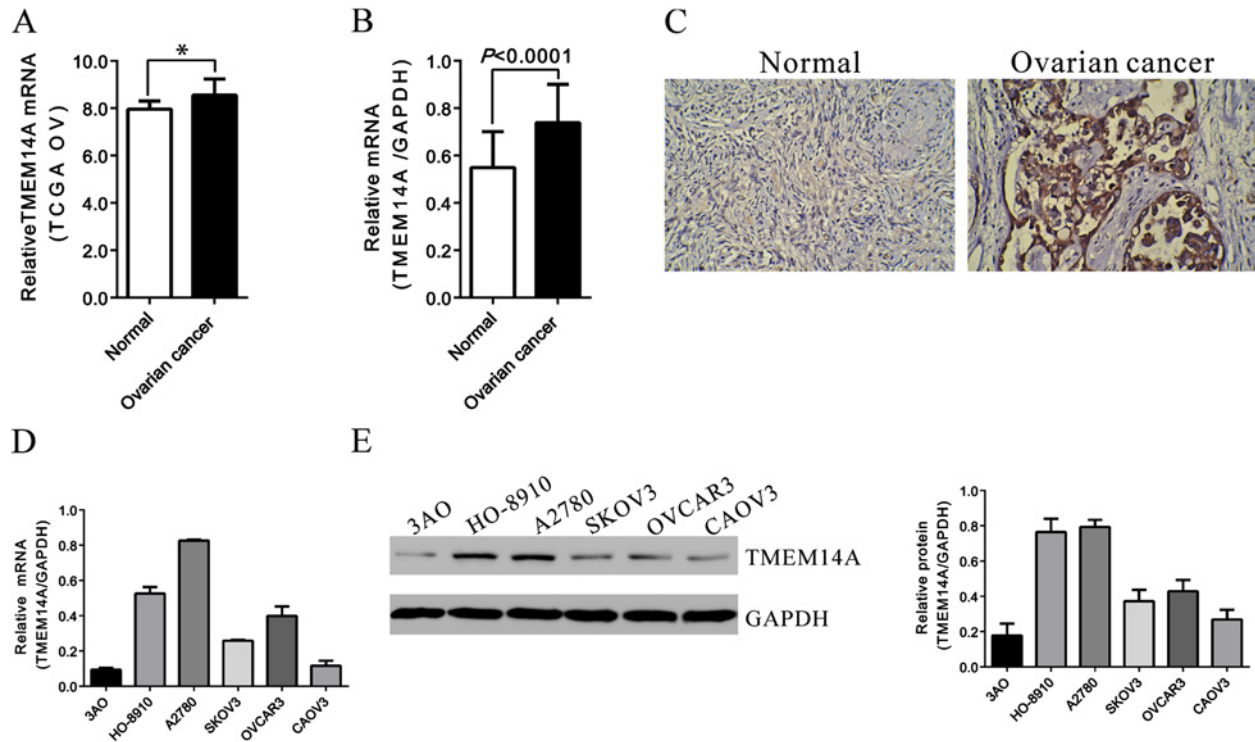 A
RelativeTMEM14A mRNA
(TCGA OV)
10.0
8.0
6.0
4.0
2.0
0.0
*
Normal
Ovarian cancer
B
Relative mRNA
(TMEM14A /GAPDH)
1.0
0.8
0.6
0.4
0.2
0.0
P<0.0001
Normal
Ovarian cancer
C
Normal
Ovarian cancer
D
Relative mRNA
(TMEM14A/GAPDH)
1.0
0.8
0.6
0.4
0.2
0.0
3AO
HO-8910
A2780
SKOV3
OVCAR3
CAOV3
E
3AO
HO-8910
A2780
SKOV3
OVCAR3
CAOV3
TMEM14A
GAPDH
Relative protein
(TMEM14A/GAPDH)
1.0
0.8
0.6
0.4
0.2
0.0
3AO
HO-8910
A2780
SKOV3
OVCAR3
CAOV3